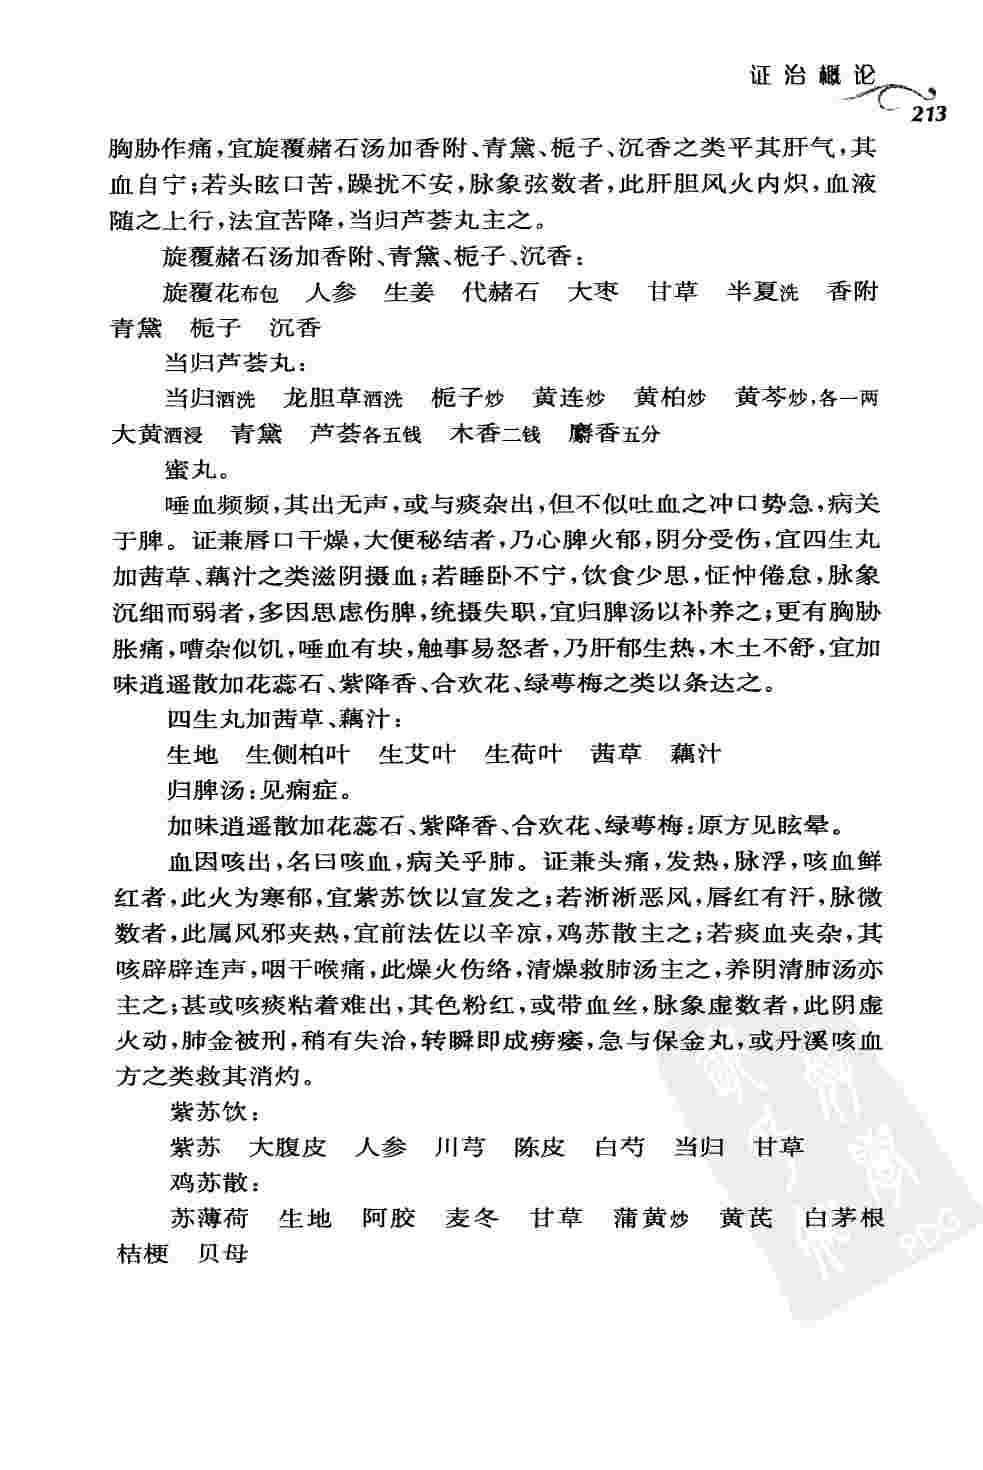 证治概论
213
胸胁作痛,宜旋覆赭石汤加香附、青黛、栀子、沉香之类平其肝气,其
血自宁;若头眩口苦,躁扰不安,脉象弦数者,此肝胆风火内炽,血液
随之上行,法宜苦降,当归芦荟丸主之。
旋覆赭石汤加香附、青黛、栀子、沉香:
旋覆花布包 人参 生姜 代赭石 大枣 甘草 半夏洗 香附
青黛 栀子 沉香
当归芦荟丸:
当归酒洗 龙胆草酒洗 栀子炒 黄连炒 黄柏炒 黄芩炒,各一两
大黄酒浸 青黛 芦荟各五钱 木香二钱 麝香五分
蜜丸。
唾血频频,其出无声,或与痰杂出,但不似吐血之冲口势急,病关
于脾。证兼唇口干燥,大便秘结者,乃心脾火郁,阴分受伤,宜四生丸
加茜草、藕汁之类滋阴摄血;若睡卧不宁,饮食少思,怔忡倦怠,脉象
沉细而弱者,多因思虑伤脾,统摄失职,宜归脾汤以补养之;更有胸胁
胀痛,嘈杂似饥,唾血有块,触事易怒者,乃肝郁生热,木土不舒,宜加
味逍遥散加花蕊石、紫降香、合欢花、绿萼梅之类以条达之。
四生丸加茜草、藕汁:
生地 生侧柏叶 生艾叶 生荷叶 茜草 藕汁
归脾汤:见痫症。
加味逍遥散加花蕊石、紫降香、合欢花、绿萼梅:原方见眩晕。
血因咳出,名曰咳血,病关乎肺。证兼头痛,发热,脉浮,咳血鲜
红者,此火为寒郁,宜紫苏饮以宣发之;若淅淅恶风,唇红有汗,脉微
数者,此属风邪夹热,宜前法佐以辛凉,鸡苏散主之;若痰血夹杂,其
咳辟辟连声,咽干喉痛,此燥火伤络,清燥救肺汤主之,养阴清肺汤亦
主之;甚或咳痰粘着难出,其色粉红,或带血丝,脉象虚数者,此阴虚
火动,肺金被刑,稍有失治,转瞬即成痨瘘,急与保金丸,或丹溪咳血
方之类救其消灼。
紫苏饮:
紫苏 大腹皮 人参 川芎 陈皮 白芍 当归 甘草
鸡苏散:
苏薄荷 生地 阿胶 麦冬 甘草 蒲黄炒 黄芪 白茅根
桔梗 贝母
PDG